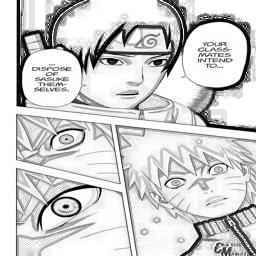 YOUR
CLASS-
MATES
INTEND
TO...
...
DISPOSE
OF
SASUKE
THEM-
SELVES.